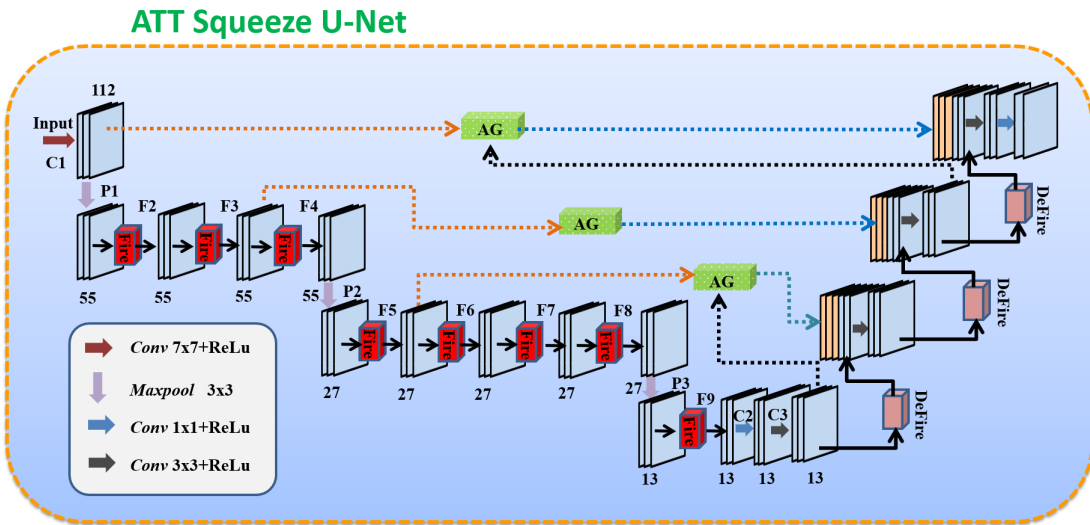 ATT Squeeze U-Net
112
Input
C1
AG
P1
F2
F3
F4
Fire
Fire
Fire
55
55
55
55
AG
DeFire
P2
F5
F6
F7
F8
Fire
Fire
Fire
Fire
27
27
27
27
27
AG
DeFire
P3
F9
Fire
C2
C3
13
13
13
13
DeFire
Conv 7x7+ReLu
Maxpool 3x3
Conv 1x1+ReLu
Conv 3x3+ReLu